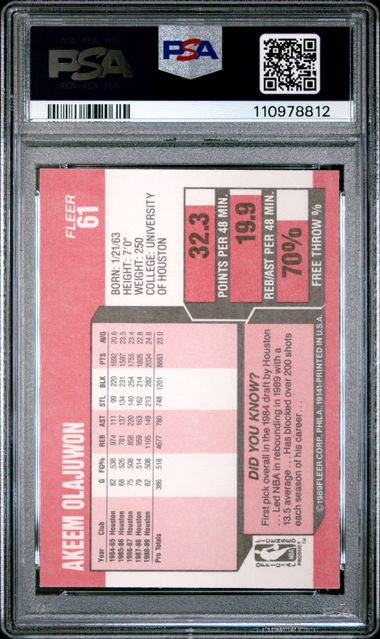 PSA
PSA
110978812
FLEER
61
AKEEM OLAJUWON
BORN: 1/21/63
HEIGHT: 7'0"
WEIGHT: 250
COLLEGE: UNIVERSITY
OF HOUSTON
Year Club G FG% REB AST STL BLK PTS AVG
1984-85 Houston 82 .538 974 111 99 220 1692 20.6
1985-86 Houston 68 .526 781 137 134 231 1597 23.5
1986-87 Houston 75 .508 858 220 140 254 1755 23.4
1987-88 Houston 79 .514 959 163 162 214 1805 22.8
1988-89 Houston 82 .508 1105 149 213 282 2034 24.8
Pro Totals 386 .518 4677 780 748 1201 8883 23.0
32.3
POINTS PER 48 MIN.
19.9
REB/AST PER 48 MIN.
70%
FREE THROW %
DID YOU KNOW?
First pick overall in the 1984 draft by Houston
. . . Led NBA in rebounding in 1989 with a
13.5 average . . . Has blocked over 200 shots
each season of his career . . .
©1989 FLEER CORP., PHILA., 19141-PRINTED IN U.S.A.
OFFICIAL
NBA
LICENSED
PRODUCT